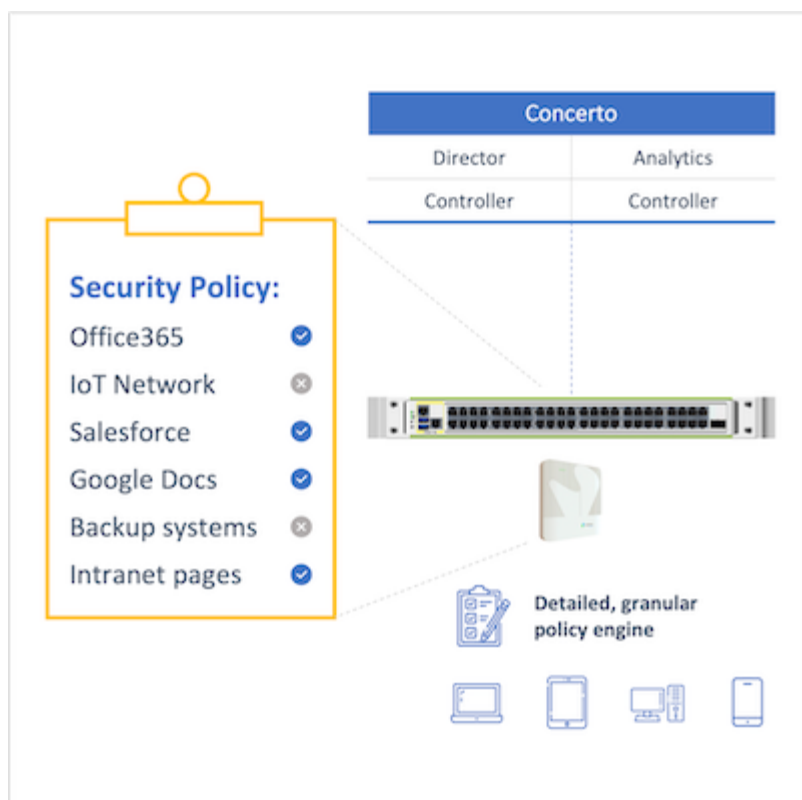 Concerto
Director Analytics
Controller Controller
Security Policy:
Office365
IoT Network
Salesforce
Google Docs
Backup systems
Intranet pages
Detailed, granular
policy engine